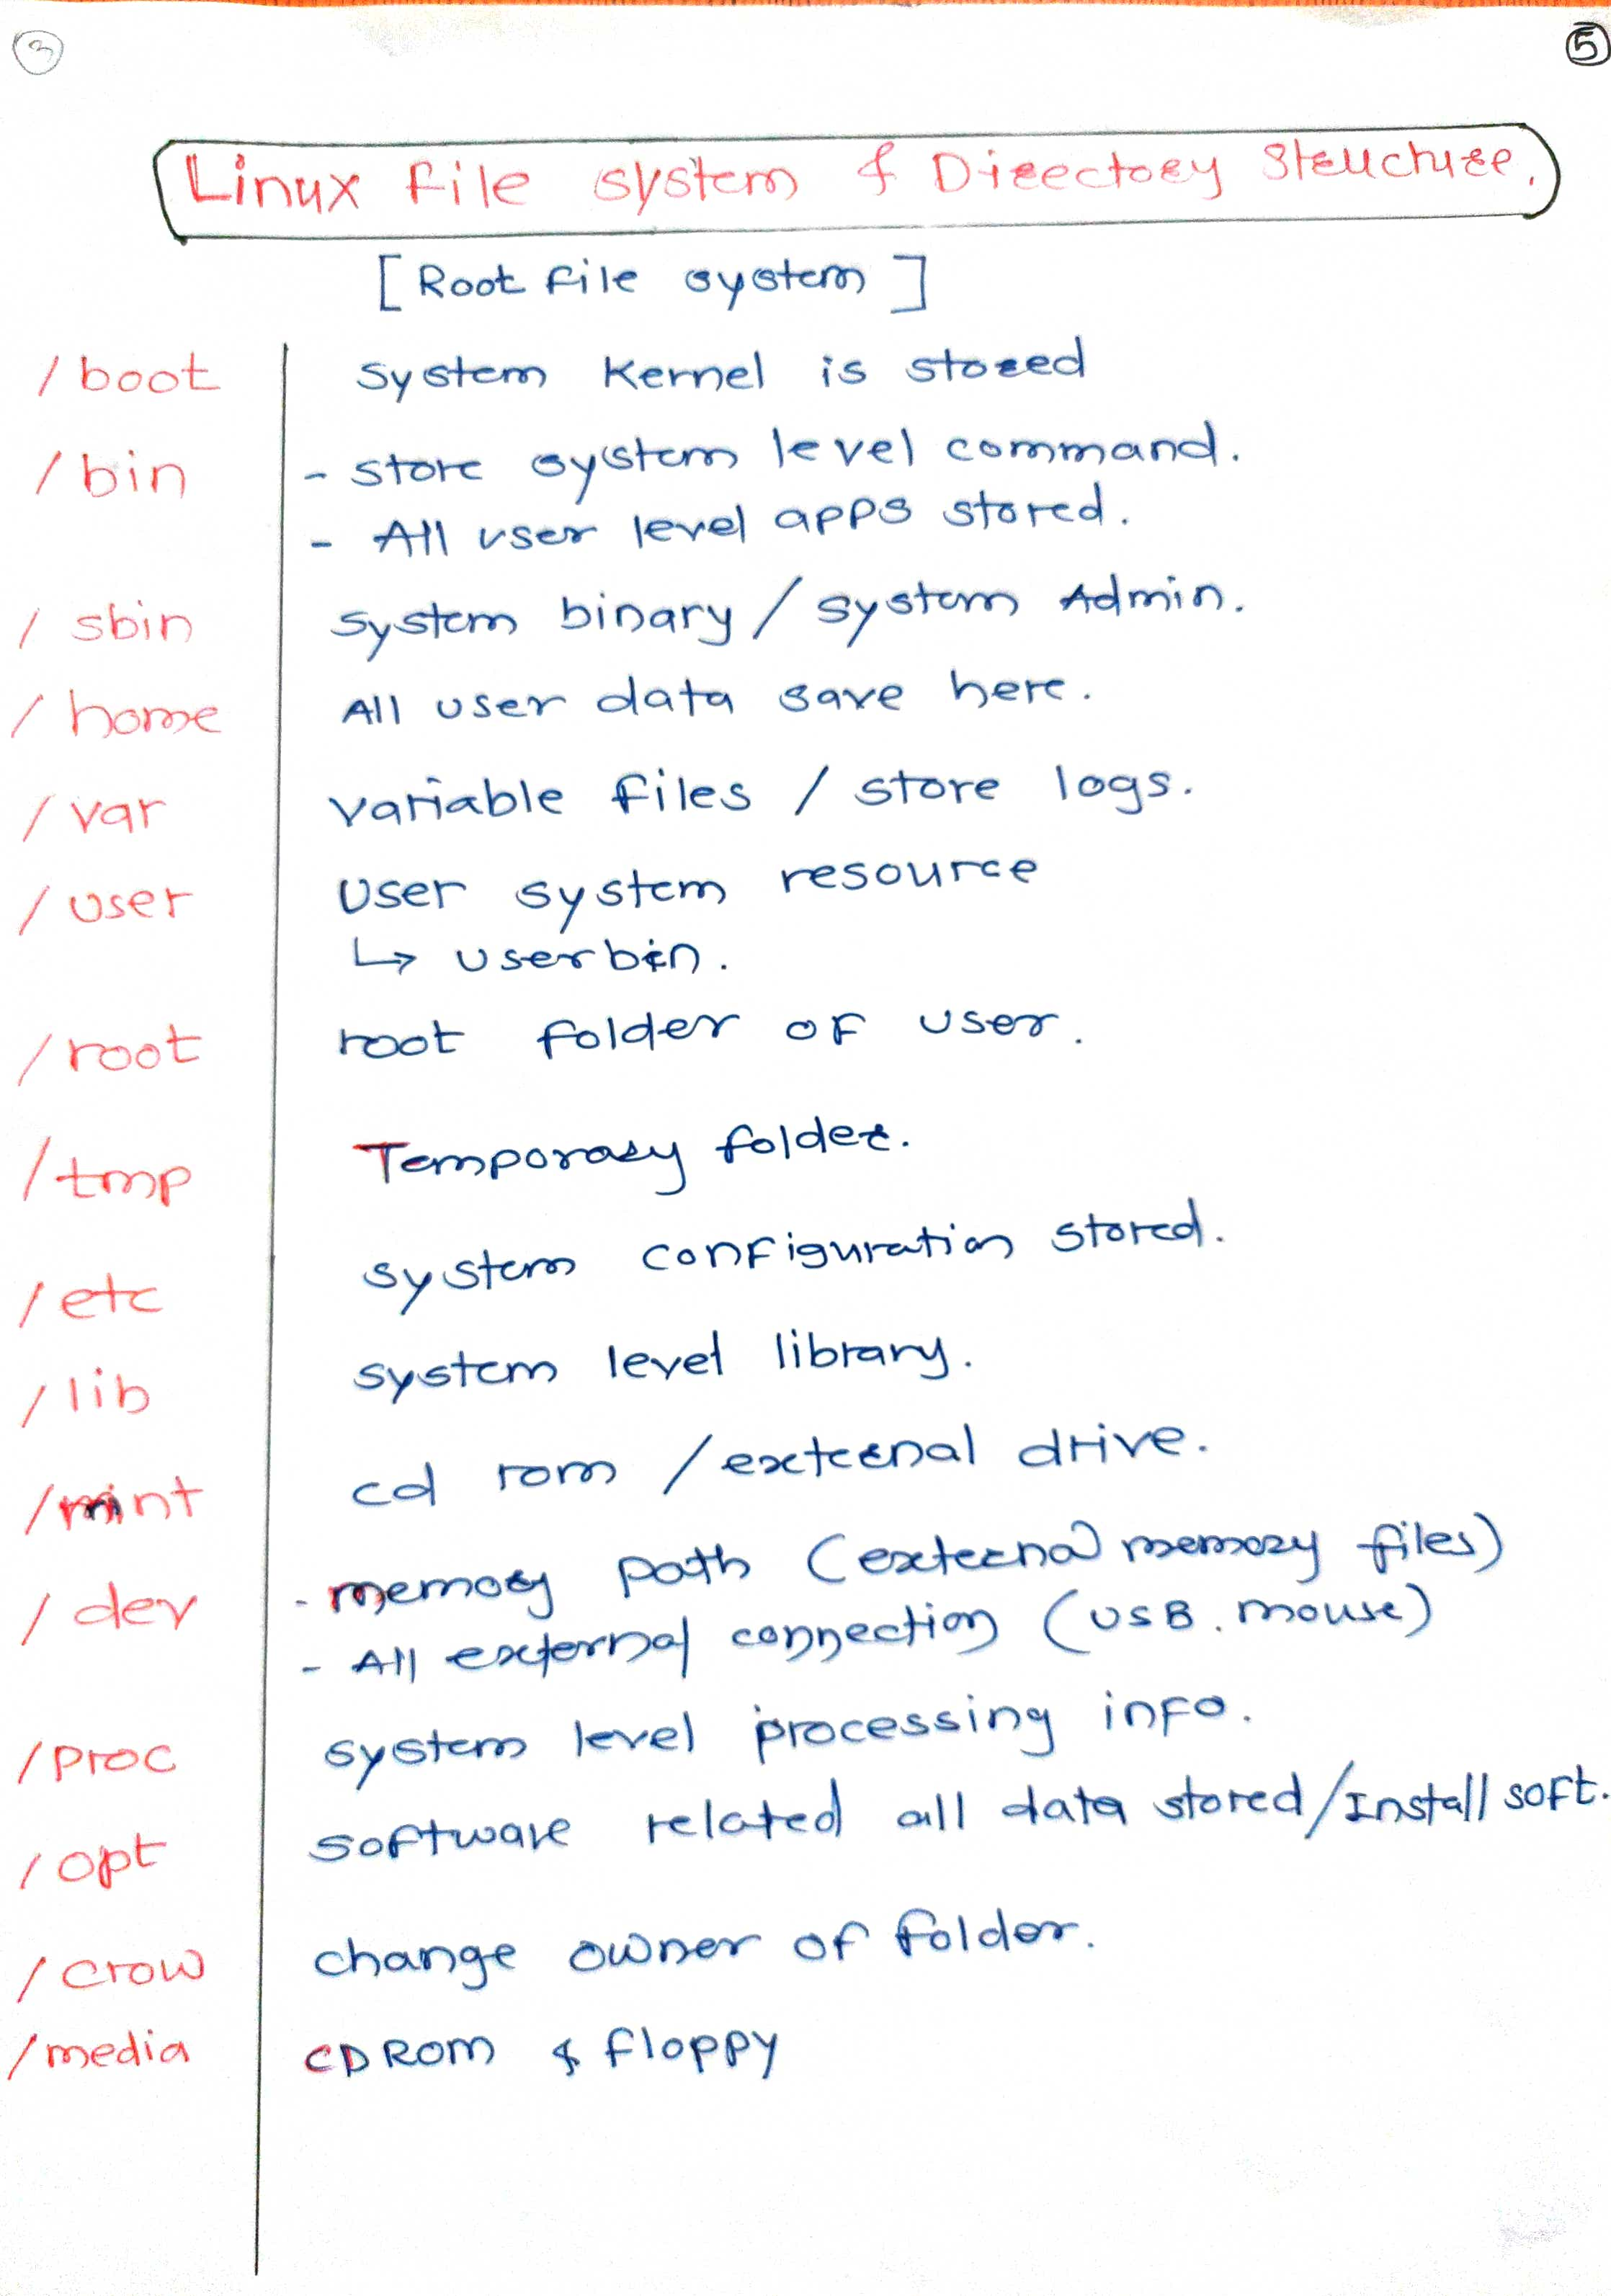 3
5
Linux File system & Directory Structure.
[ Root File system ]
/ boot system Kernel is stored
/ bin - store system level command.
- All user level apps stored.
/ sbin system binary / system Admin.
/ home All user data save here.
/ var variable files / store logs.
/ user User system resource
↳ user bin.
/ root root folder of user.
/ tmp Temporary folder.
/ etc system configuration stored.
/ lib system level library.
/ mint cd rom / external drive.
/ dev - memory path (external memory files)
- All external connection (USB. mouse)
/ proc system level processing info.
/ opt software related all data stored / Install soft.
/ crow change owner of folder.
/ media CD ROM & floppy